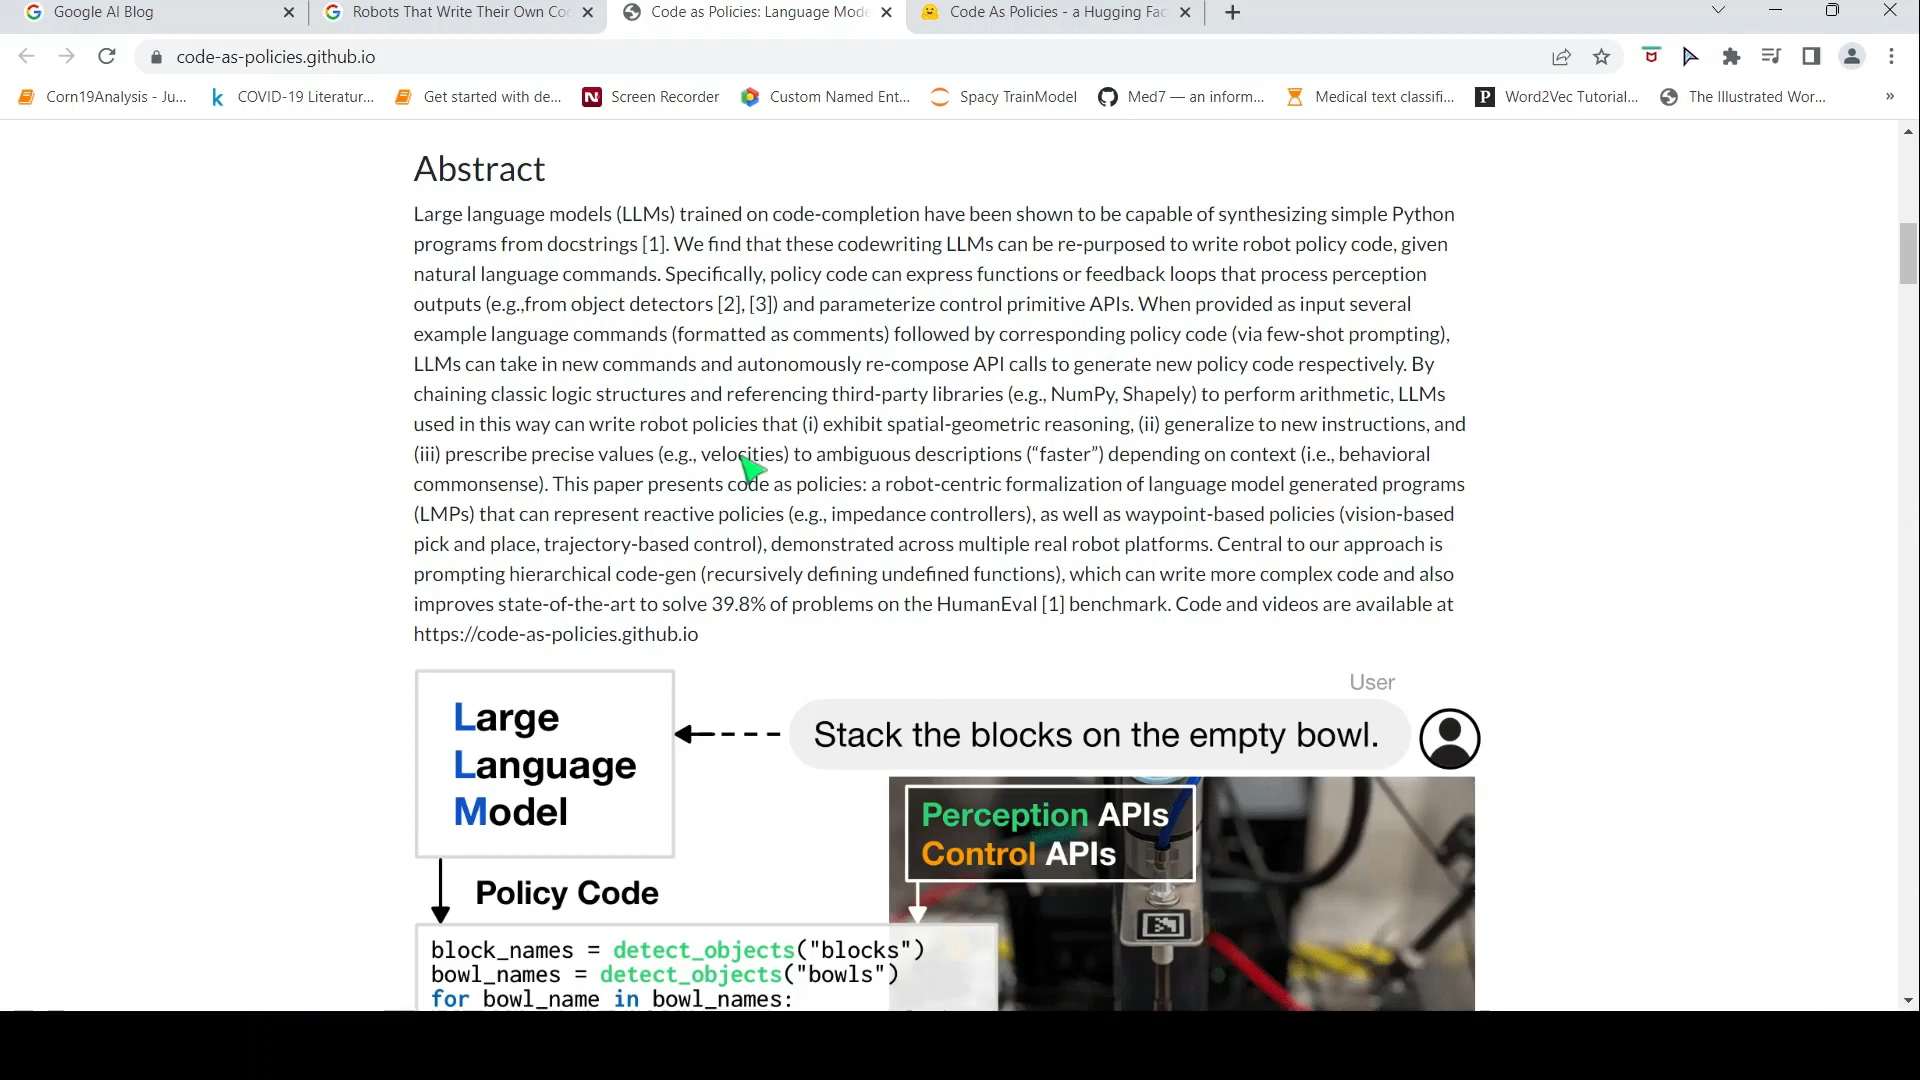 Google AI Blog
Robots That Write Their Own Co
Code as Policies: Language Mode
Code As Policies - a Hugging Fac
code-as-policies.github.io
Corn19Analysis - Ju...
COVID-19 Literatur...
Get started with de...
Screen Recorder
Custom Named Ent...
Spacy TrainModel
Med7 — an inform...
Medical text classifi...
Word2Vec Tutorial...
The Illustrated Wor...
»
Abstract
Large language models (LLMs) trained on code-completion have been shown to be capable of synthesizing simple Python
programs from docstrings [1]. We find that these codewriting LLMs can be re-purposed to write robot policy code, given
natural language commands. Specifically, policy code can express functions or feedback loops that process perception
outputs (e.g.,from object detectors [2], [3]) and parameterize control primitive APIs. When provided as input several
example language commands (formatted as comments) followed by corresponding policy code (via few-shot prompting),
LLMs can take in new commands and autonomously re-compose API calls to generate new policy code respectively. By
chaining classic logic structures and referencing third-party libraries (e.g., NumPy, Shapely) to perform arithmetic, LLMs
used in this way can write robot policies that (i) exhibit spatial-geometric reasoning, (ii) generalize to new instructions, and
(iii) prescribe precise values (e.g., velocities) to ambiguous descriptions (“faster”) depending on context (i.e., behavioral
commonsense). This paper presents code as policies: a robot-centric formalization of language model generated programs
(LMPs) that can represent reactive policies (e.g., impedance controllers), as well as waypoint-based policies (vision-based
pick and place, trajectory-based control), demonstrated across multiple real robot platforms. Central to our approach is
prompting hierarchical code-gen (recursively defining undefined functions), which can write more complex code and also
improves state-of-the-art to solve 39.8% of problems on the HumanEval [1] benchmark. Code and videos are available at
https://code-as-policies.github.io
User
Large
Language
Model
Stack the blocks on the empty bowl.
Perception APIs
Control APIs
Policy Code
block_names = detect_objects("blocks")
bowl_names = detect_objects("bowls")
for bowl_name in bowl_names: